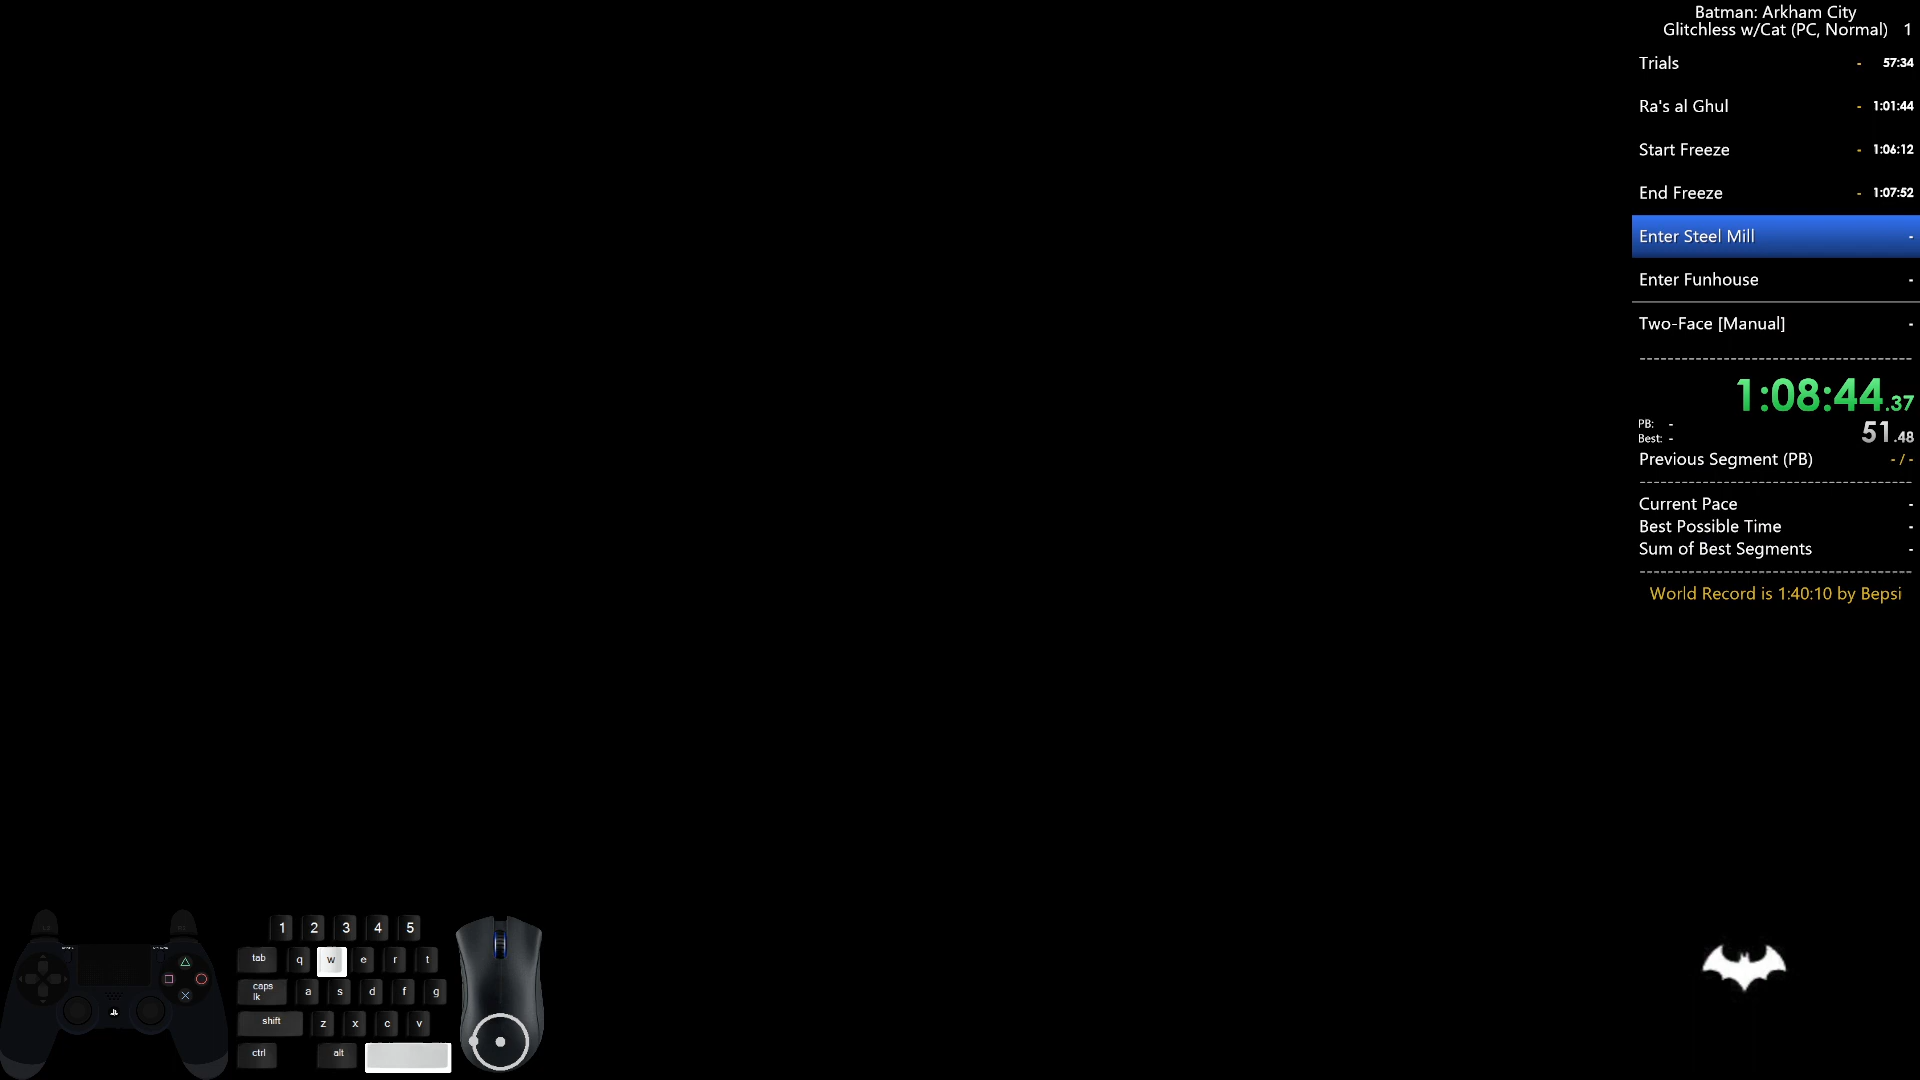 Batman: Arkham City
Glitchless w/Cat (PC, Normal) 1
Trials - 57:34
Ra's al Ghul - 1:01:44
Start Freeze - 1:06:12
End Freeze - 1:07:52
Enter Steel Mill -
Enter Funhouse -
Two-Face [Manual] -
1:08:44.37
PB: - 51.48
Best: -
Previous Segment (PB) - / -
Current Pace -
Best Possible Time -
Sum of Best Segments -
World Record is 1:40:10 by Bepsi
1 2 3 4 5
tab q w e r t
caps lk a s d f g
shift z x c v
ctrl alt